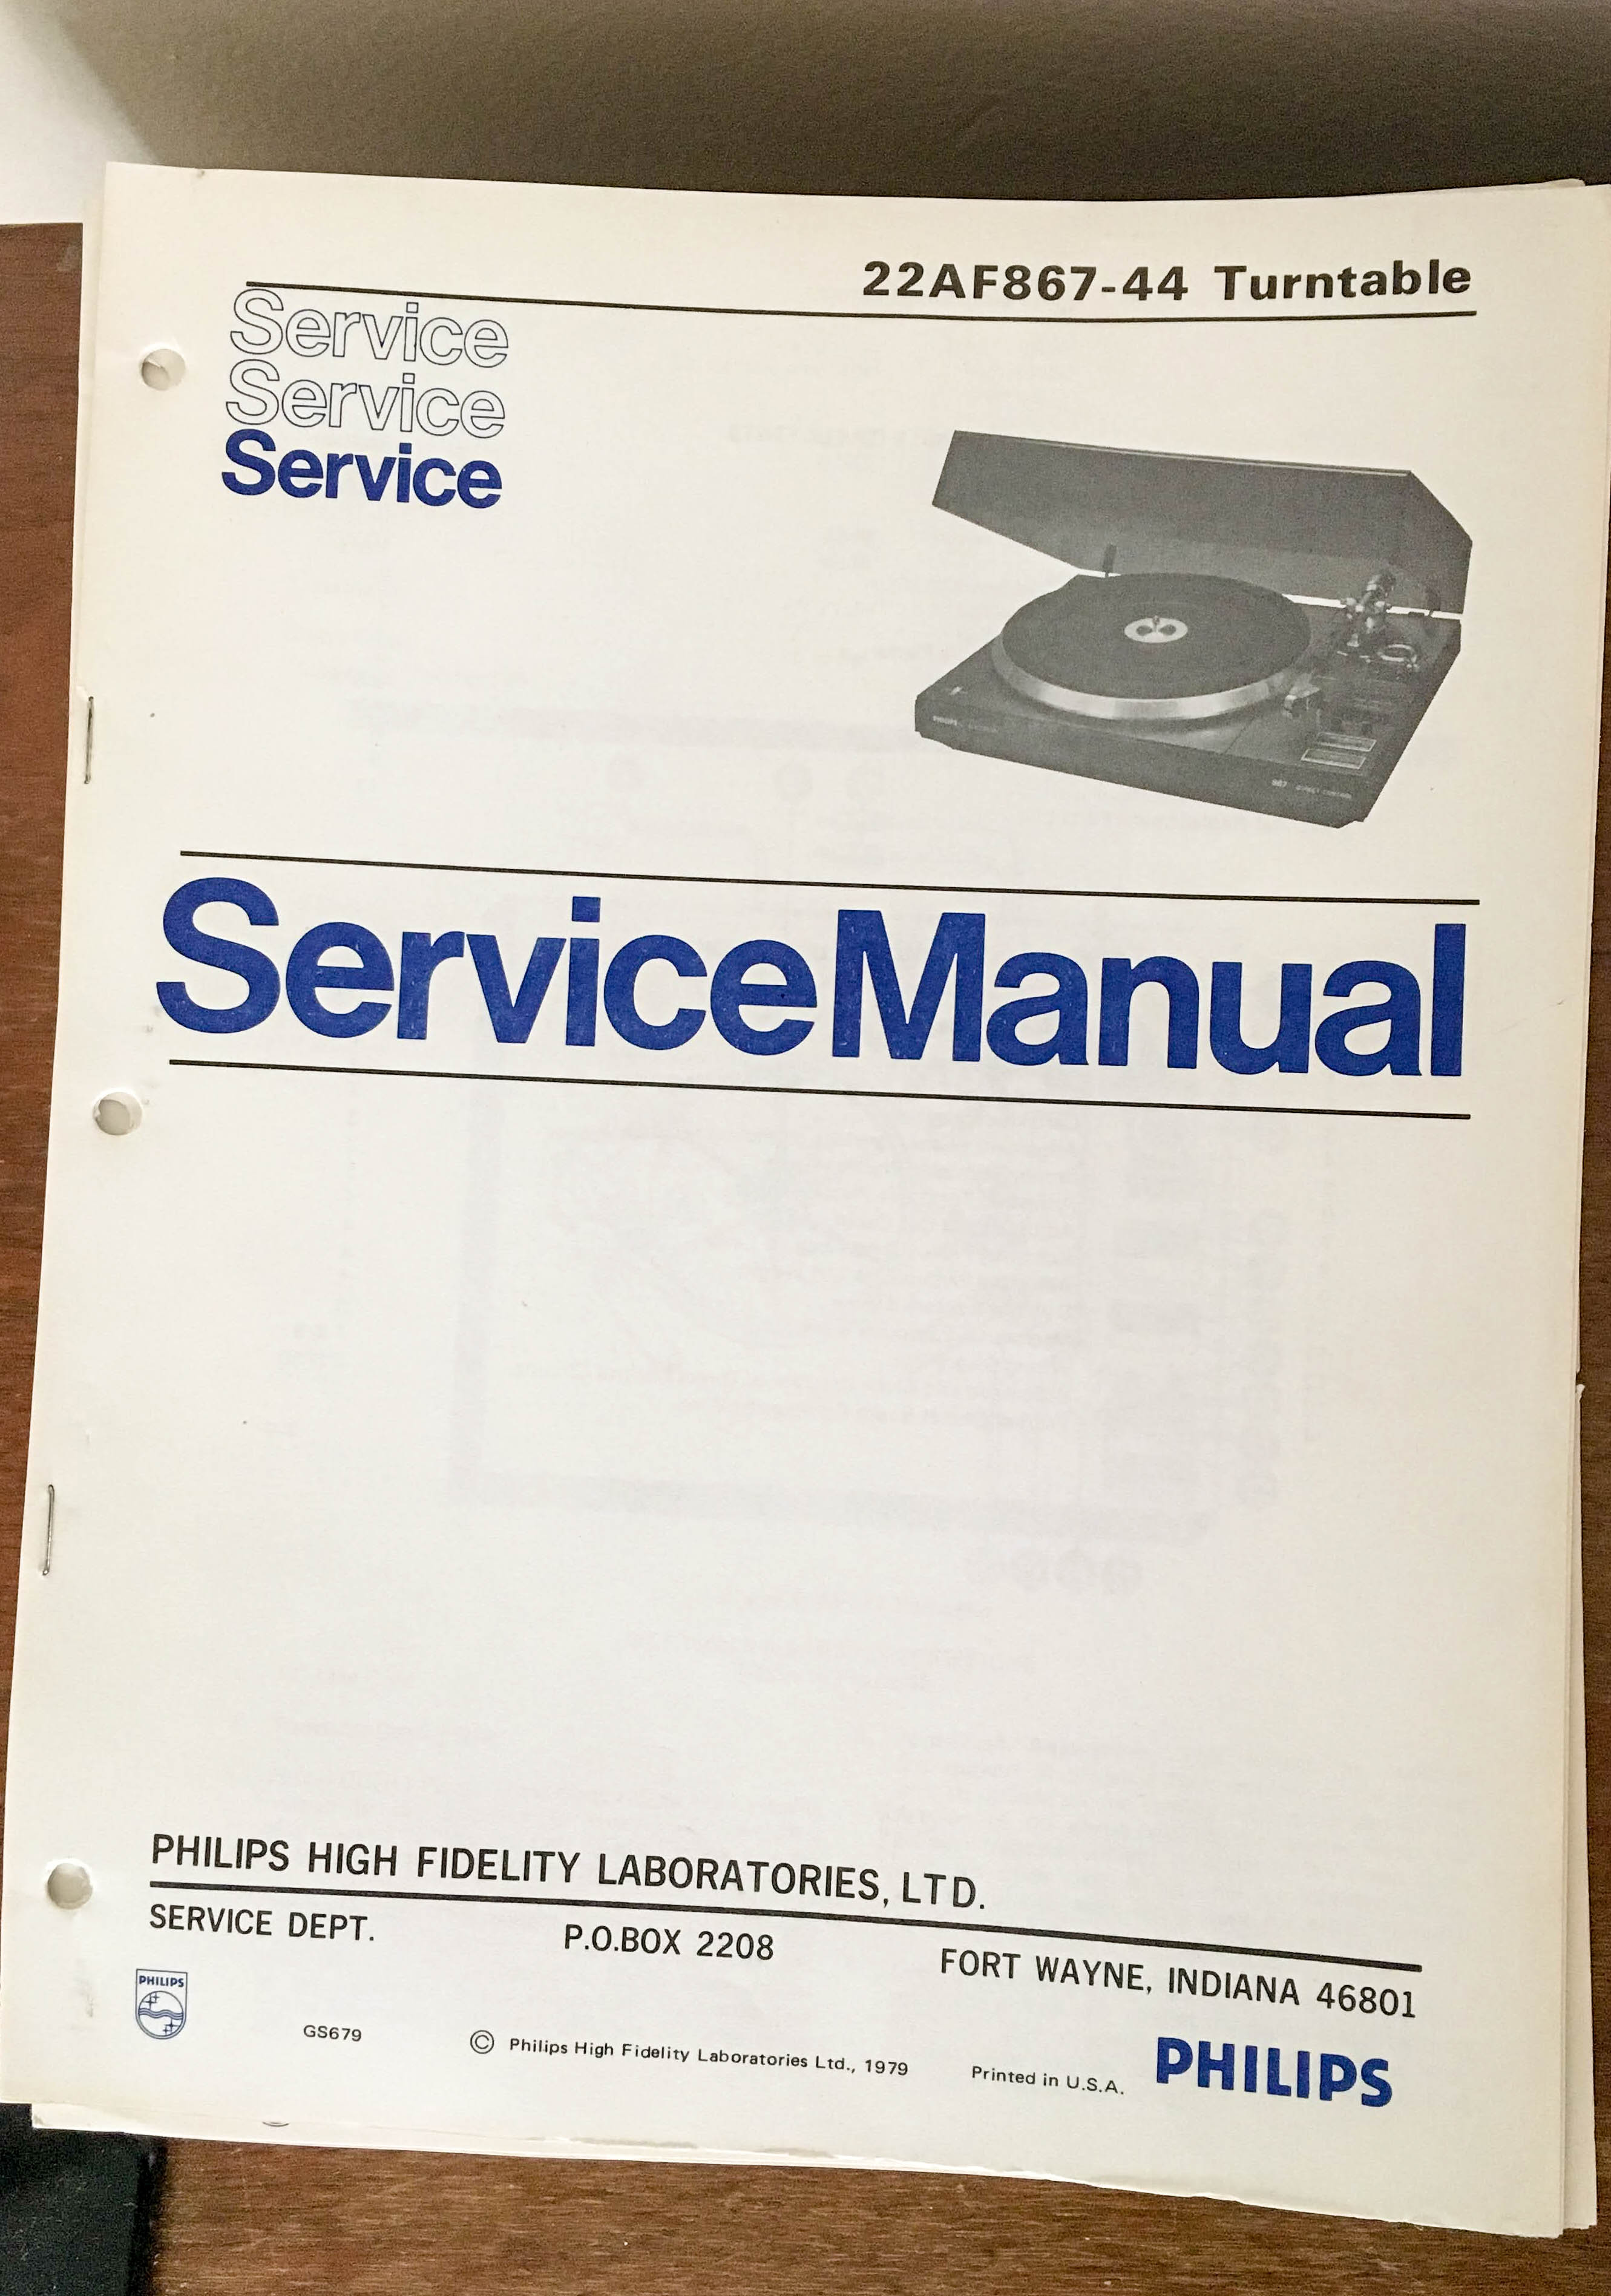 22AF867-44 Turntable
Service
Service
Service
ServiceManual
PHILIPS HIGH FIDELITY LABORATORIES, LTD.
SERVICE DEPT. P.O.BOX 2208 FORT WAYNE, INDIANA 46801
PHILIPS
GS679 © Philips High Fidelity Laboratories Ltd., 1979 Printed in U.S.A. PHILIPS